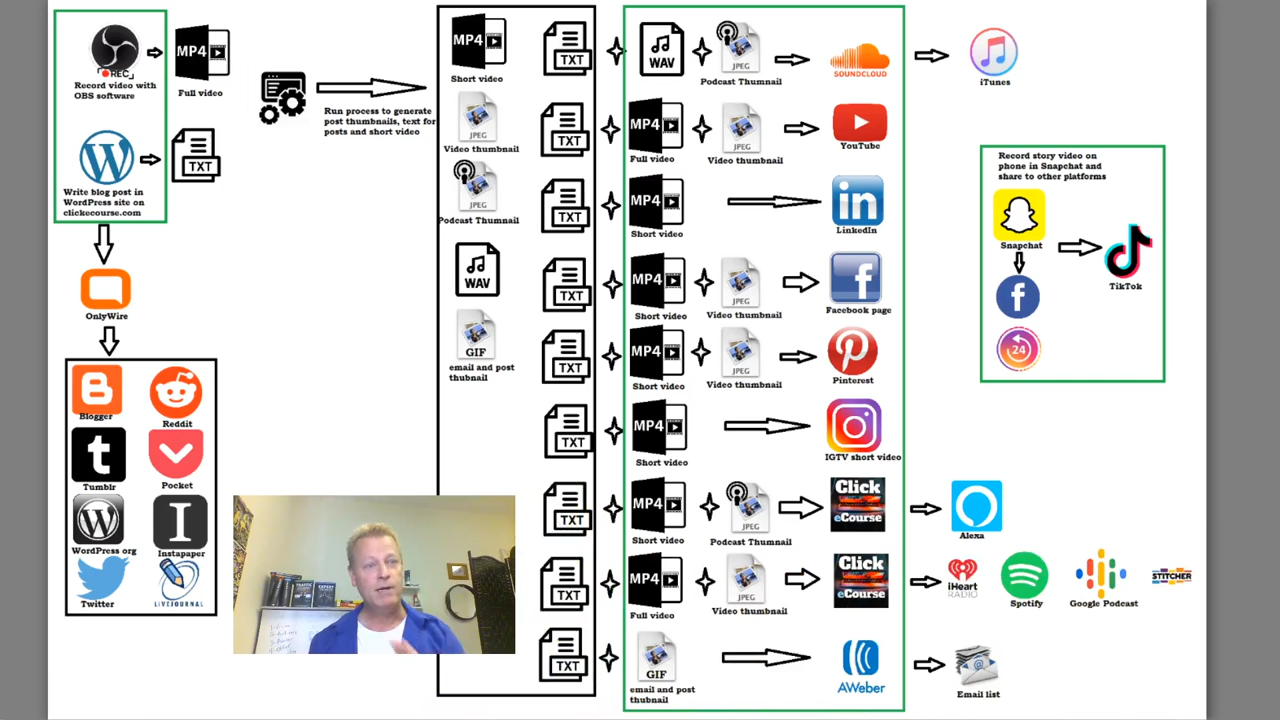 REC
Record video with
OBS software
MP4
Full video
Write blog post in
WordPress site on
clickecourse.com
TXT
Run process to generate
post thumbnails, text for
posts and short video
OnlyWire
Blogger
Reddit
Tumblr
Pocket
WordPress org
Instapaper
Twitter
LIVEJOURNAL
MP4
Short video
JPEG
Video thumbnail
JPEG
Podcast Thumnail
WAV
GIF
email and post
thubnail
TXT
WAV
JPEG
Podcast Thumnail
SOUNDCLOUD
iTunes
TXT
MP4
Full video
JPEG
Video thumbnail
YouTube
TXT
MP4
Short video
in
LinkedIn
TXT
MP4
Short video
JPEG
Video thumbnail
Facebook page
TXT
MP4
Short video
JPEG
Video thumbnail
Pinterest
TXT
MP4
Short video
IGTV short video
TXT
MP4
Short video
JPEG
Podcast Thumnail
Click
eCourse
Alexa
TXT
MP4
Full video
JPEG
Video thumbnail
Click
eCourse
iHeart
RADIO
Spotify
Google Podcast
STITCHER
TXT
GIF
email and post
thubnail
AWeber
Email list
Record story video on
phone in Snapchat and
share to other platforms
Snapchat
TikTok
24